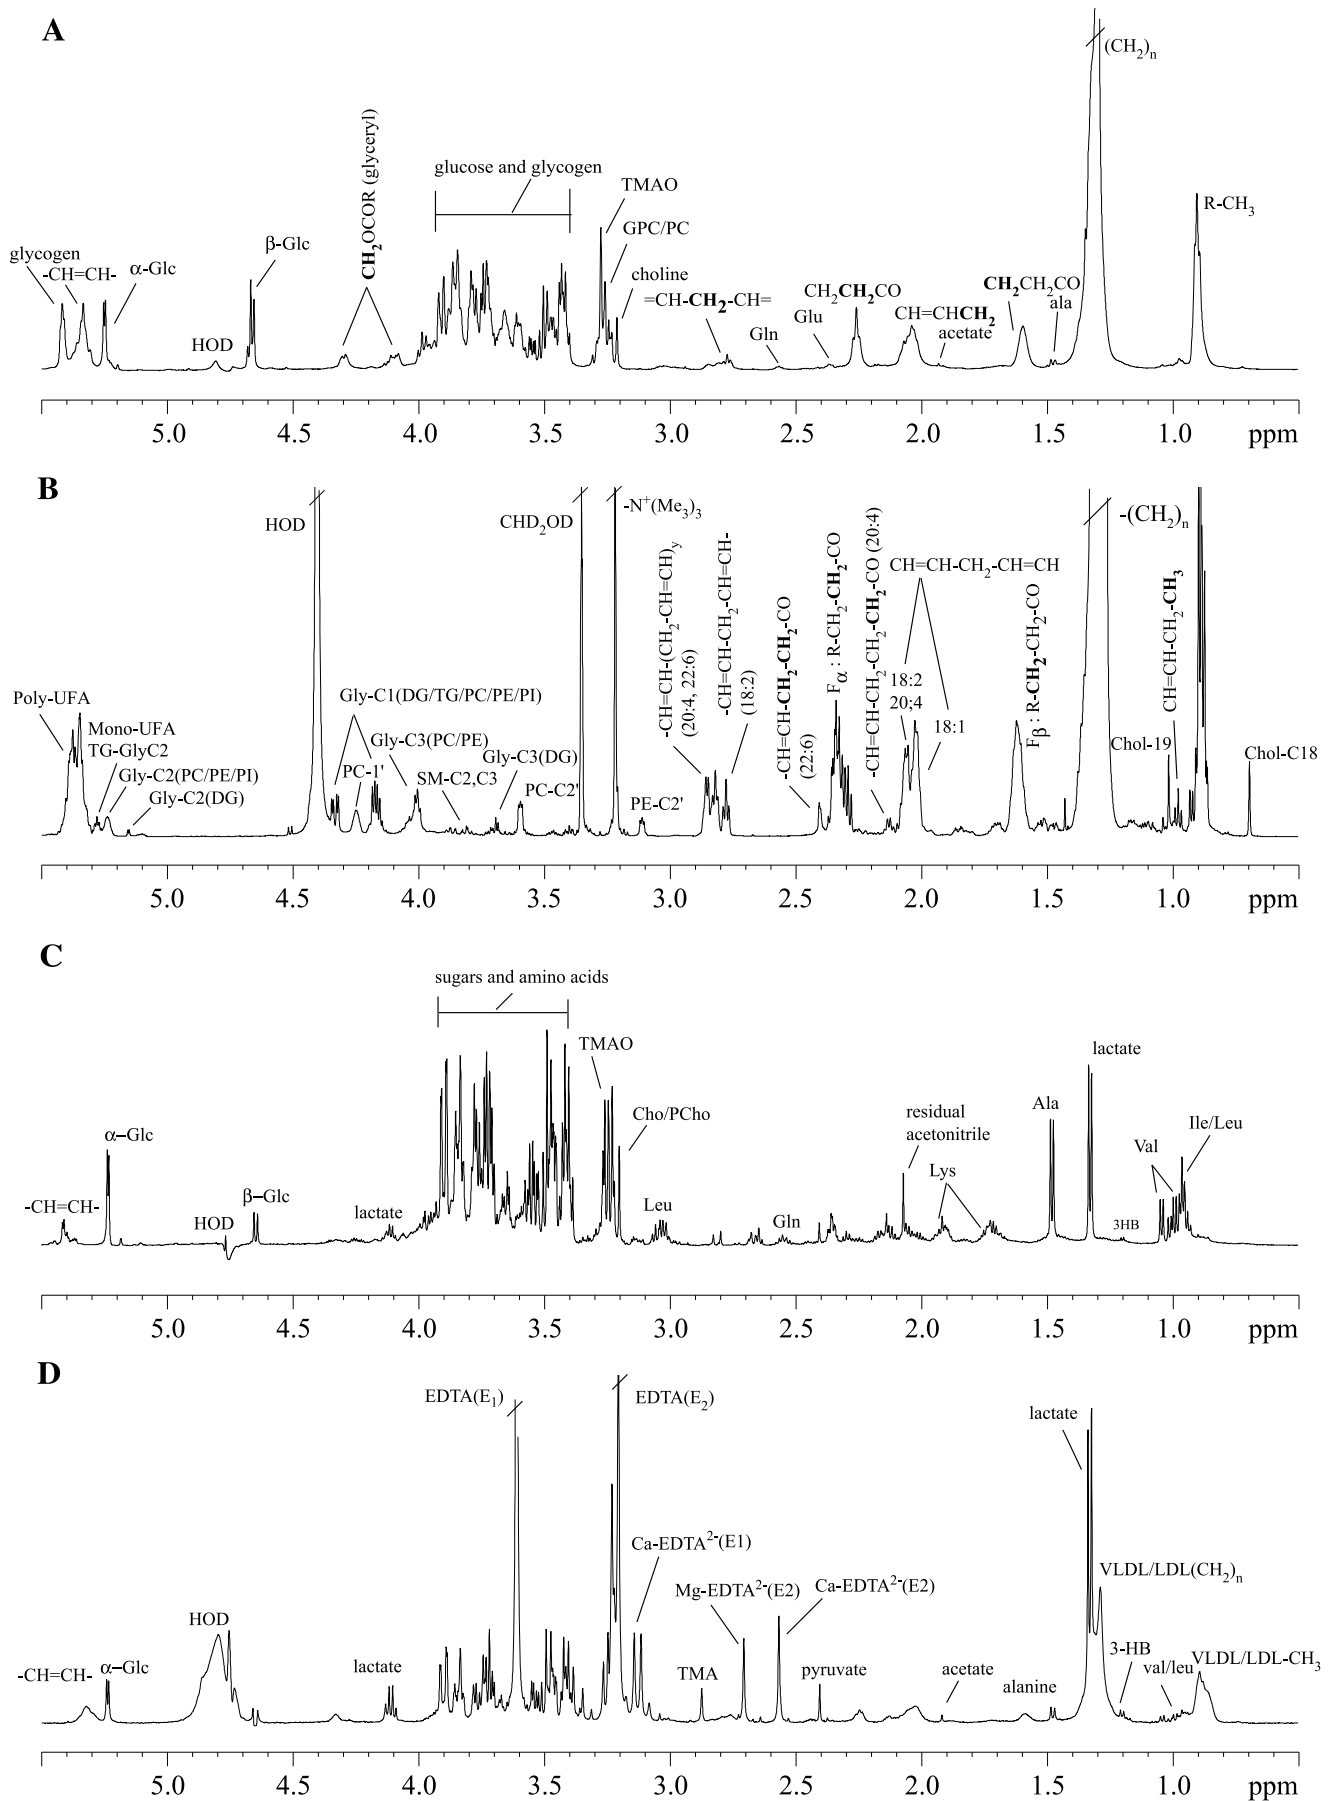 A
(CH2)n
CH2OCOR (glyceryl)
glucose and glycogen
TMAO
R-CH3
GPC/PC
β-Glc
glycogen
-CH=CH-
α-Glc
choline
=CH-CH2-CH=
CH2CH2CO
CH2CH2CO
ala
Glu
CH=CHCH2
acetate
Gln
HOD
5.0 4.5 4.0 3.5 3.0 2.5 2.0 1.5 1.0 ppm
B
HOD
CHD2OD
-N+(Me3)3
-CH=CH-(CH2-CH=CH)y
(20:4, 22:6)
-CH=CH-CH2-CH=CH-
(18:2)
-CH=CH-CH2-CH2-CO
(22:6)
Fα : R-CH2-CH2-CO
-CH=CH-CH2-CH2-CH2-CO (20:4)
CH=CH-CH2-CH=CH
18:2
20;4
18:1
Fβ : R-CH2-CH2-CO
-(CH2)n
CH=CH-CH2-CH3
Chol-19
Chol-C18
Poly-UFA
Mono-UFA
TG-GlyC2
Gly-C2(PC/PE/PI)
Gly-C2(DG)
Gly-C1(DG/TG/PC/PE/PI)
Gly-C3(PC/PE)
PC-1'
SM-C2,C3
Gly-C3(DG)
PC-C2'
PE-C2'
5.0 4.5 4.0 3.5 3.0 2.5 2.0 1.5 1.0 ppm
C
sugars and amino acids
TMAO
lactate
Cho/PCho
residual
acetonitrile
Ala
Ile/Leu
α–Glc
Val
Lys
β–Glc
-CH=CH-
HOD
lactate
Leu
Gln
3HB
5.0 4.5 4.0 3.5 3.0 2.5 2.0 1.5 1.0 ppm
D
EDTA(E1)
EDTA(E2)
lactate
Ca-EDTA2-(E1)
Mg-EDTA2-(E2)
Ca-EDTA2-(E2)
VLDL/LDL(CH2)n
HOD
3-HB
-CH=CH-
α–Glc
lactate
TMA
pyruvate
acetate
alanine
val/leu
VLDL/LDL-CH3
5.0 4.5 4.0 3.5 3.0 2.5 2.0 1.5 1.0 ppm